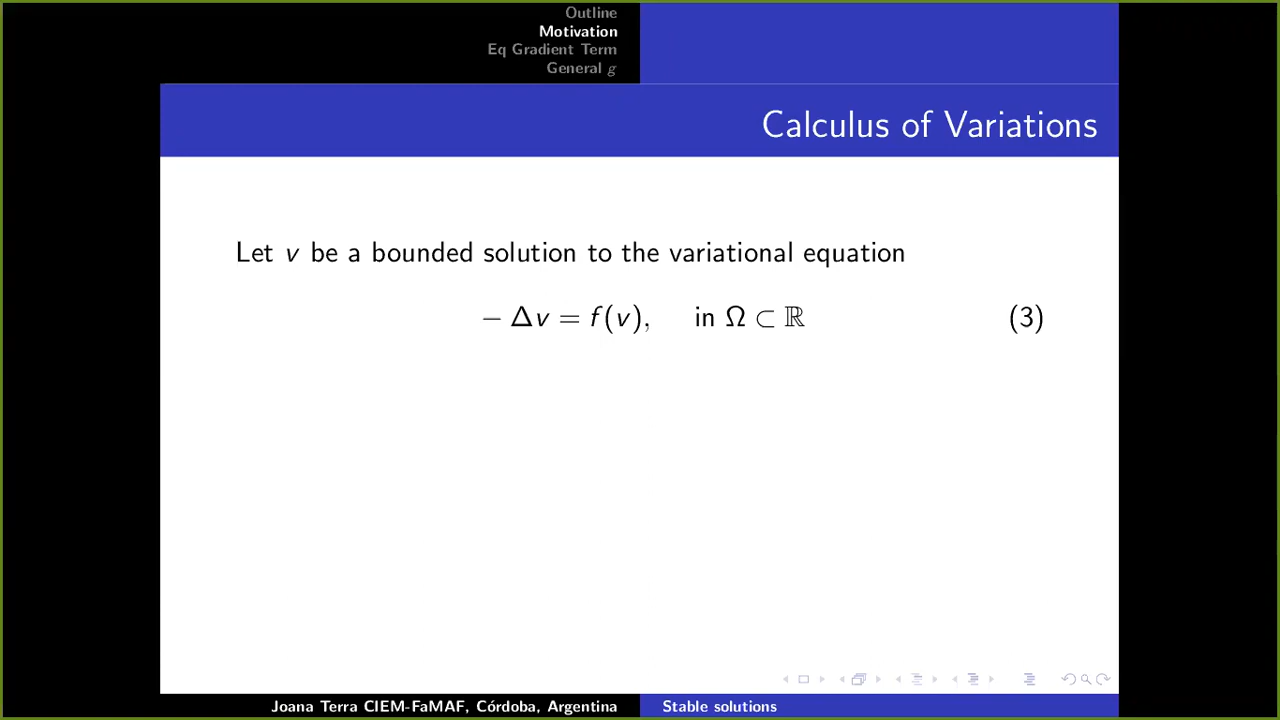 Outline
Motivation
Eq Gradient Term
General g
Calculus of Variations
Let v be a bounded solution to the variational equation
− Δv = f(v), in Ω ⊂ ℝ (3)
Joana Terra CIEM-FaMAF, Córdoba, Argentina
Stable solutions